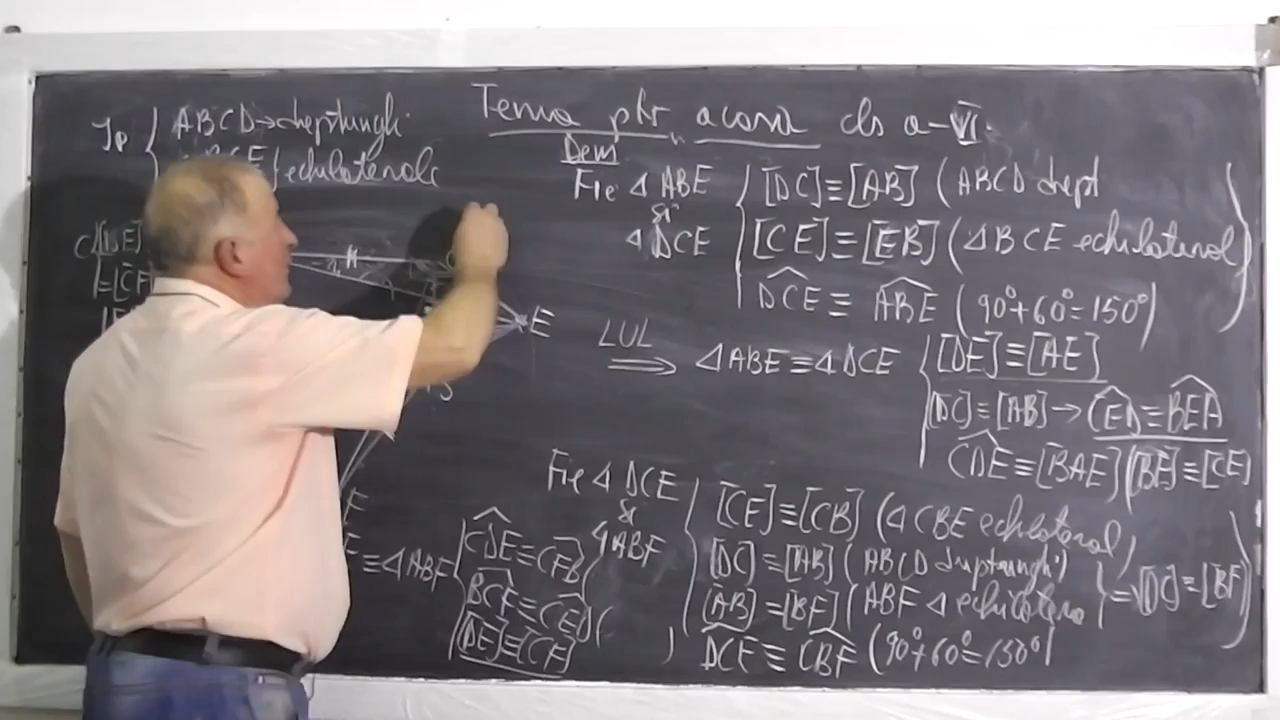 Tema ptr acasă cls a-VI
Ip { ABCD→dreptunghi
BCE / echilaterale
E
Dem
Fie △ ABE
și
△ DCE
[DC]≡[AB] (ABCD drept
[CE]≡[EB] (△BCE echilateral)
DCE ≡ ABE (90°+60°=150°)
LUL ⇒ △ABE≡△DCE
[DE]≡[AE]
[DC]≡[AB]→CED≡BEA
CDE≡[BAE] [BE]≡[CE]
Fie △ DCE
și
△ABF
[CE]≡[CB] (△CBE echilateral)
[DC]=[AB] (ABCD dreptunghi)
[AB]=[BF] (ABF △ echilatera } ⇒ [DC]=[BF]
DCE ≡ CBF (90°+60°=150°)
≡△ABF
CDE≡CFB
BCF≡CED
[DE]≡[CF]